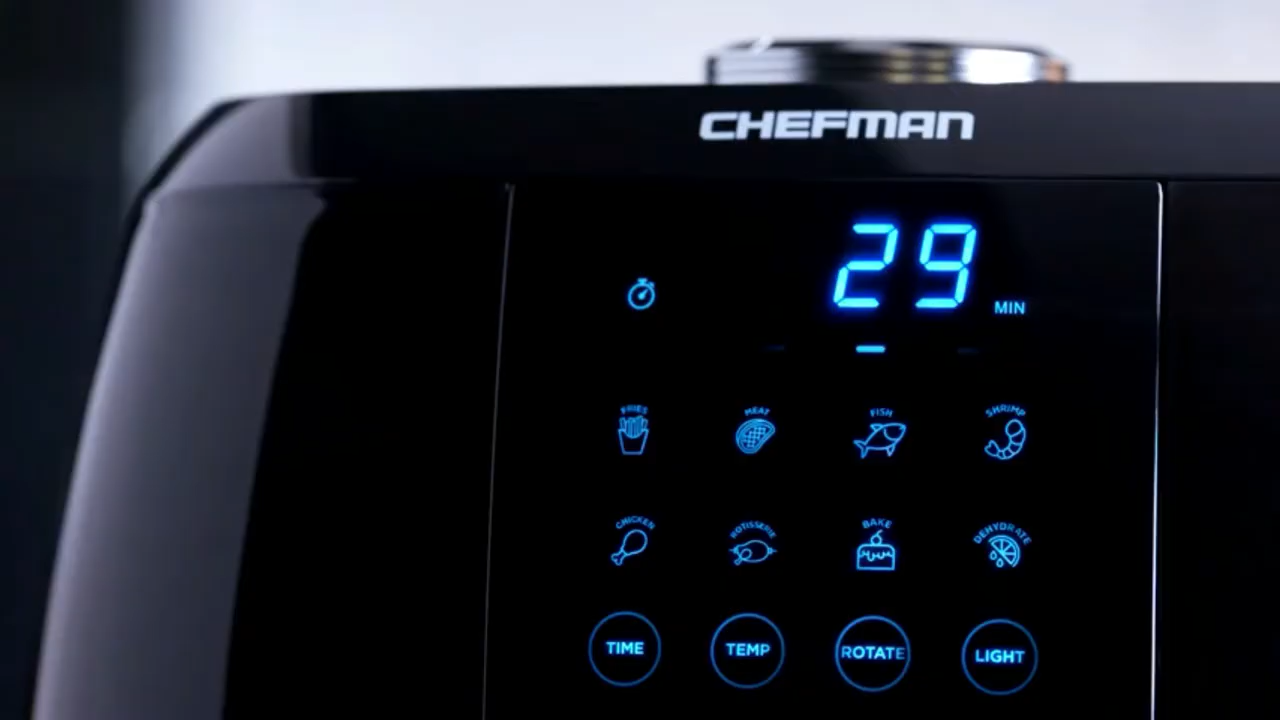 CHEFMAN
29 MIN
FRIES MEAT FISH SHRIMP
CHICKEN ROTISSERIE BAKE DEHYDRATE
TIME TEMP ROTATE LIGHT